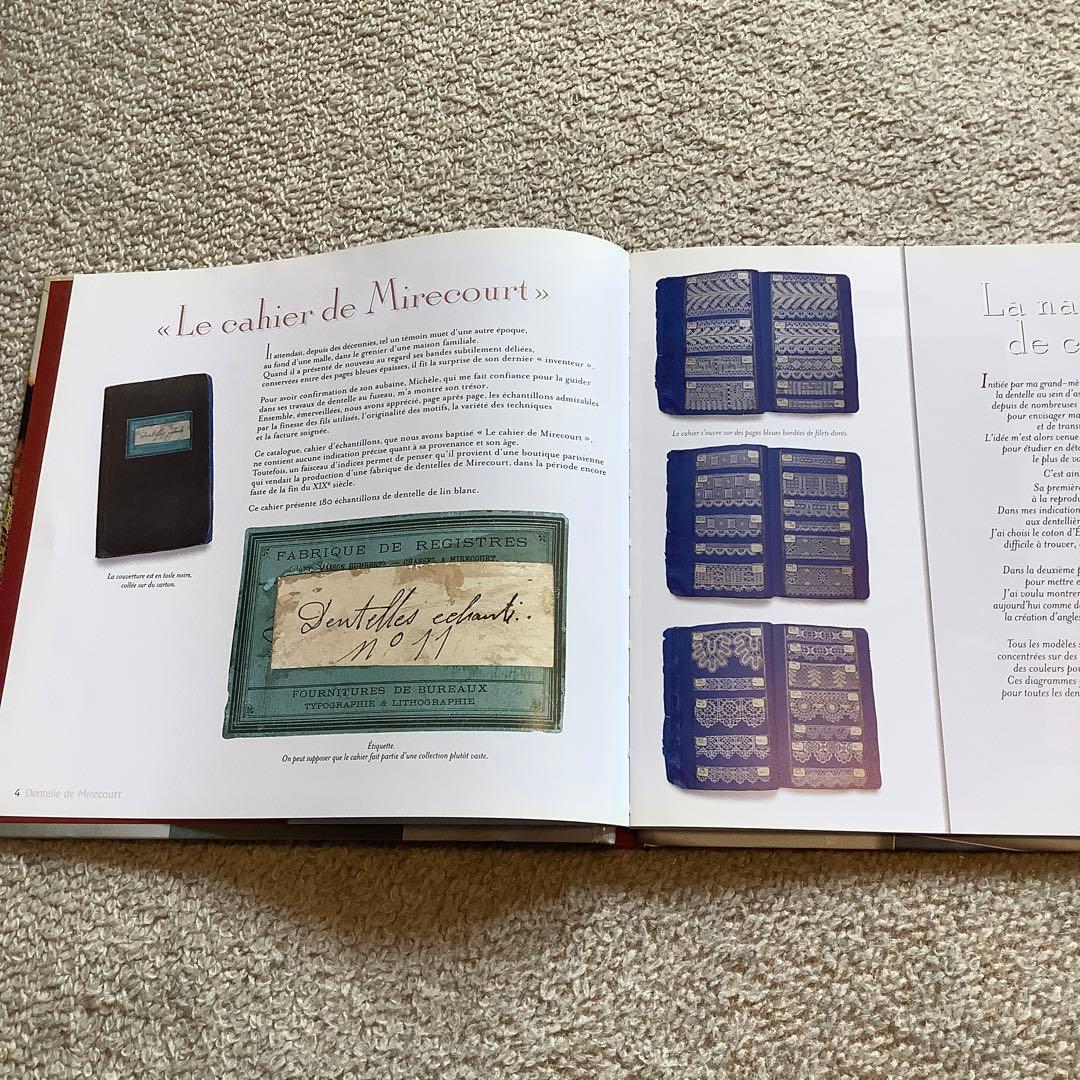 « Le cahier de Mirecourt »
Il attendait, depuis des décennies, tel un témoin muet d'une autre époque,
au fond d'une malle, dans le grenier d'une maison familiale.
Quand il a présenté de nouveau au regard ses bandes subtilement déliées,
conservées entre des pages bleues épaisses, il fit la surprise de son dernier « inventeur ».
Pour avoir confirmation de son aubaine, Michèle, qui me fait confiance pour la guider
dans ses travaux de dentelle au fuseau, m'a montré son trésor.
Ensemble, émerveillées, nous avons apprécié, page après page, les échantillons admirables
par la finesse des fils utilisés, l'originalité des motifs, la variété des techniques
et la facture soignée.
Ce catalogue, cahier d'échantillons, que nous avons baptisé « Le cahier de Mirecourt »,
ne contient aucune indication précise quant à sa provenance et son âge.
Toutefois, un faisceau d'indices permet de penser qu'il provient d'une boutique parisienne
qui vendait la production d'une fabrique de dentelles de Mirecourt, dans la période encore
faste de la fin du XIXe siècle.
Ce cahier présente 180 échantillons de dentelle de lin blanc.
La couverture est en toile noire,
collée sur du carton.
FABRIQUE DE REGISTRES
MAISON HUMBERT CHASSEL A MIRECOURT
Dentelles echanti..
No 11
FOURNITURES DE BUREAUX
TYPOGRAPHIE & LITHOGRAPHIE
Étiquette.
On peut supposer que le cahier fait partie d'une collection plutôt vaste.
4 Dentelle de Mirecourt
Le cahier s'ouvre sur des pages bleues bordées de filets dorés.
La na
de c
Initiée par ma grand-mè
la dentelle au sein d'as
depuis de nombreuses
pour envisager ma
et de transm
L'idée m'est alors venue
pour étudier en déta
le plus de va
C'est ain
Sa première
à la reprodu
Dans mes indication
aux dentelliè
J'ai choisi le coton d'É
difficile à trouver,
Dans la deuxième p
pour mettre e
J'ai voulu montrer
aujourd'hui comme d
la création d'angles
Tous les modèles s
concentrées sur des
des couleurs pou
Ces diagrammes
pour toutes les den